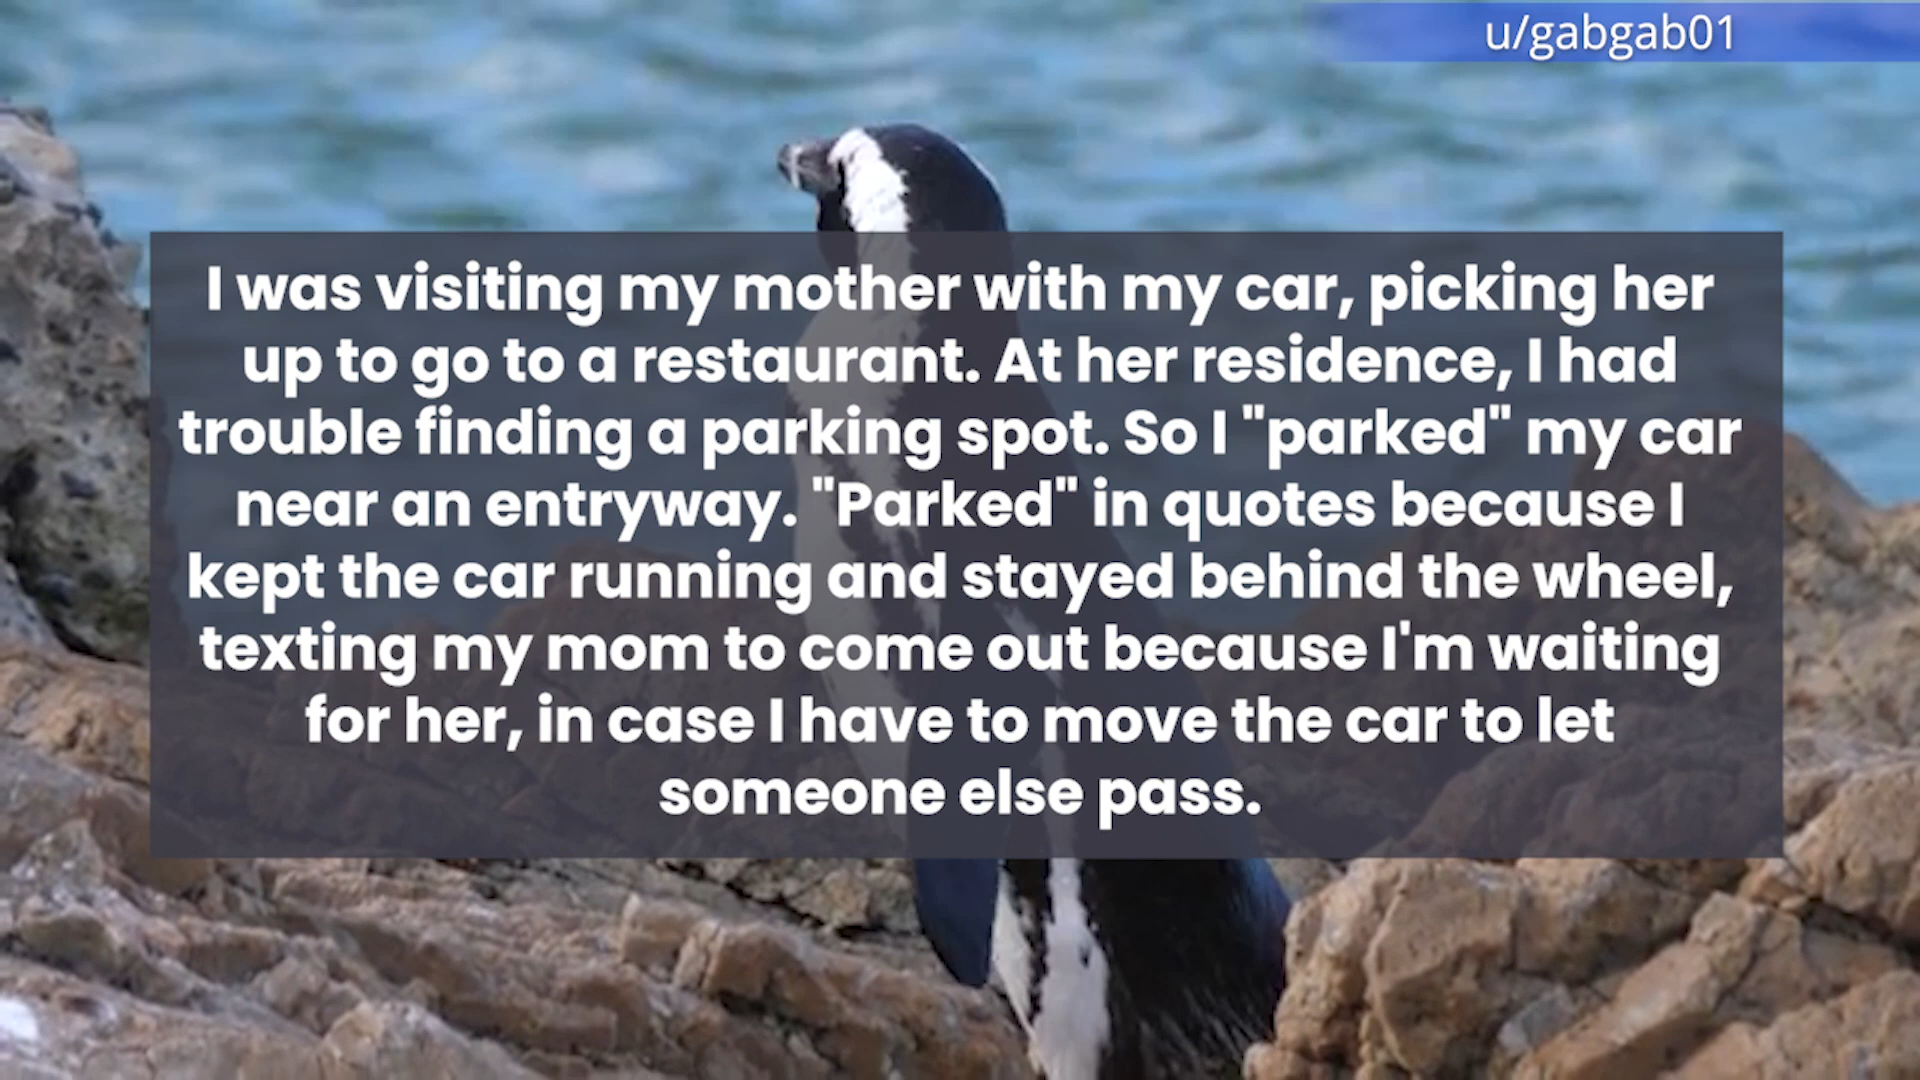 u/gabgab01
I was visiting my mother with my car, picking her
up to go to a restaurant. At her residence, I had
trouble finding a parking spot. So I "parked" my car
near an entryway. "Parked" in quotes because I
kept the car running and stayed behind the wheel,
texting my mom to come out because I'm waiting
for her, in case I have to move the car to let
someone else pass.